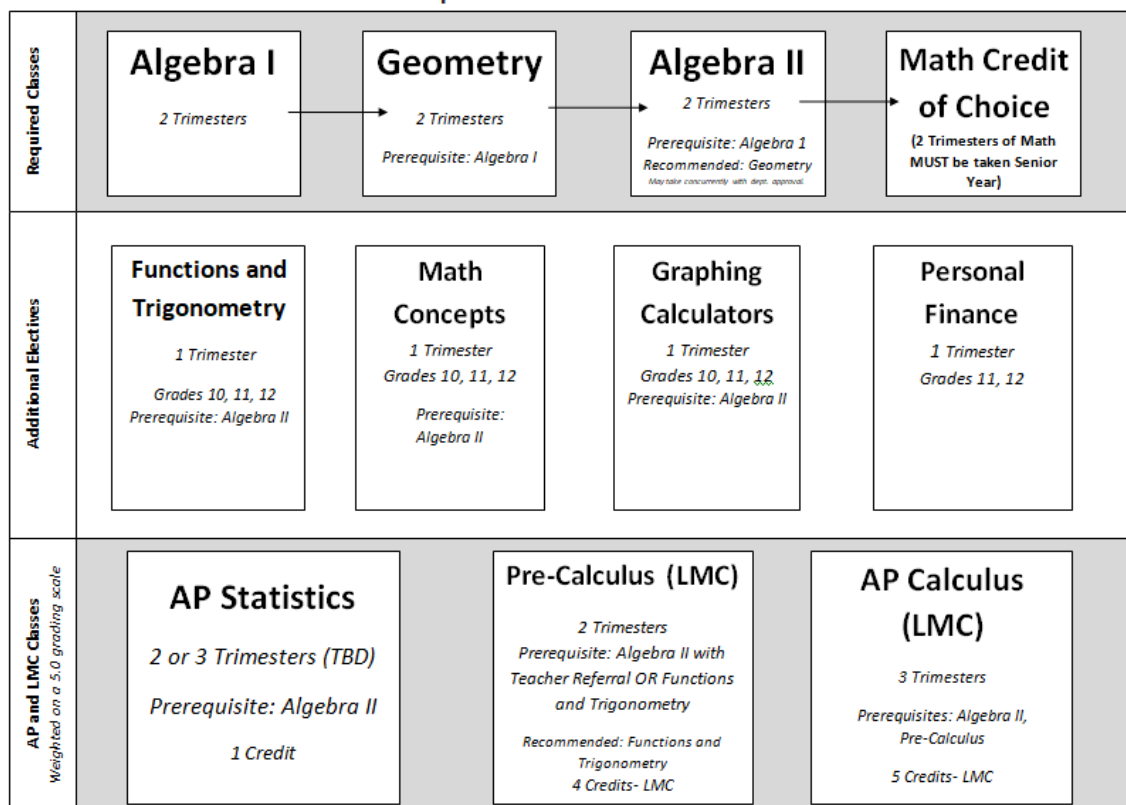 Required Classes
Algebra I
2 Trimesters
Geometry
2 Trimesters
Prerequisite: Algebra I
Algebra II
2 Trimesters
Prerequisite: Algebra 1
Recommended: Geometry
May take concurrently with dept. approval.
Math Credit
of Choice
(2 Trimesters of Math
MUST be taken Senior
Year)
Additional Electives
Functions and
Trigonometry
1 Trimester
Grades 10, 11, 12
Prerequisite: Algebra II
Math
Concepts
1 Trimester
Grades 10, 11, 12
Prerequisite:
Algebra II
Graphing
Calculators
1 Trimester
Grades 10, 11, 12
Prerequisite: Algebra II
Personal
Finance
1 Trimester
Grades 11, 12
AP and LMC Classes
Weighted on a 5.0 grading scale
AP Statistics
2 or 3 Trimesters (TBD)
Prerequisite: Algebra II
1 Credit
Pre-Calculus (LMC)
2 Trimesters
Prerequisite: Algebra II with
Teacher Referral OR Functions
and Trigonometry
Recommended: Functions and
Trigonometry
4 Credits- LMC
AP Calculus
(LMC)
3 Trimesters
Prerequisites: Algebra II,
Pre-Calculus
5 Credits- LMC